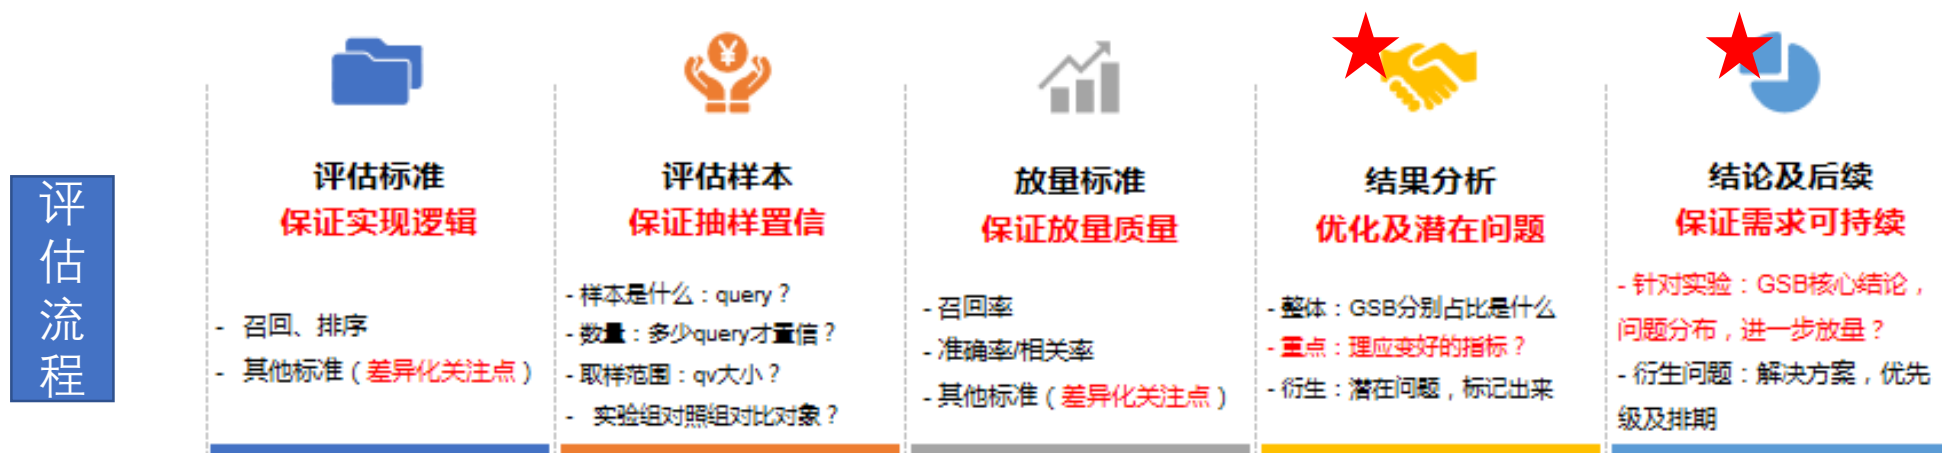 评估流程
评估标准
保证实现逻辑
- 召回、排序
- 其他标准（差异化关注点）
¥
评估样本
保证抽样置信
- 样本是什么：query？
- 数量：多少query才置信？
- 取样范围：qv大小？
- 实验组对照组对比对象？
放量标准
保证放量质量
- 召回率
- 准确率/相关率
- 其他标准（差异化关注点）
结果分析
优化及潜在问题
- 整体：GSB分别占比是什么
- 重点：理应变好的指标？
- 衍生：潜在问题，标记出来
结论及后续
保证需求可持续
- 针对实验：GSB核心结论，
问题分布，进一步放量？
- 衍生问题：解决方案，优先
级及排期